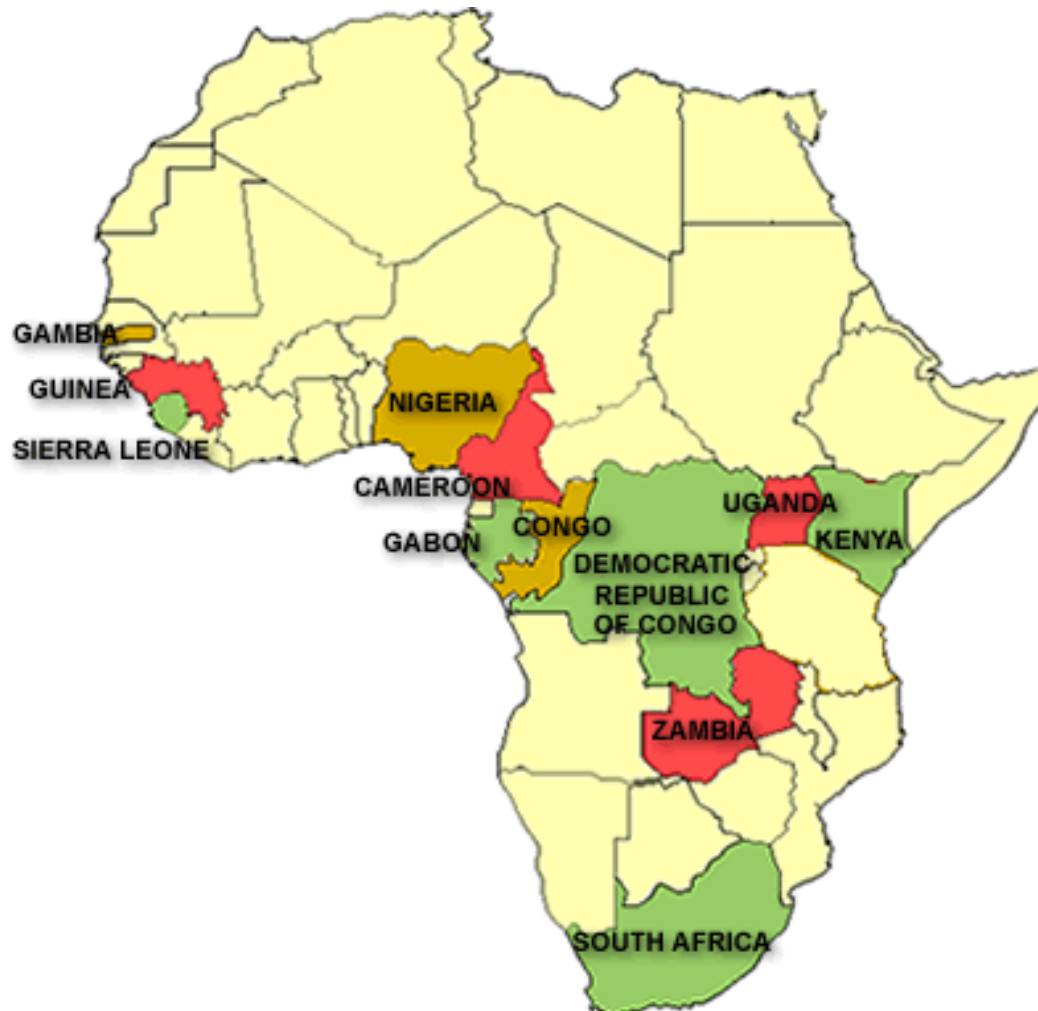 GAMBIA
GUINEA
NIGERIA
SIERRA LEONE
CAMEROON
UGANDA
GABON
CONGO
KENYA
DEMOCRATIC
REPUBLIC
OF CONGO
ZAMBIA
SOUTH AFRICA